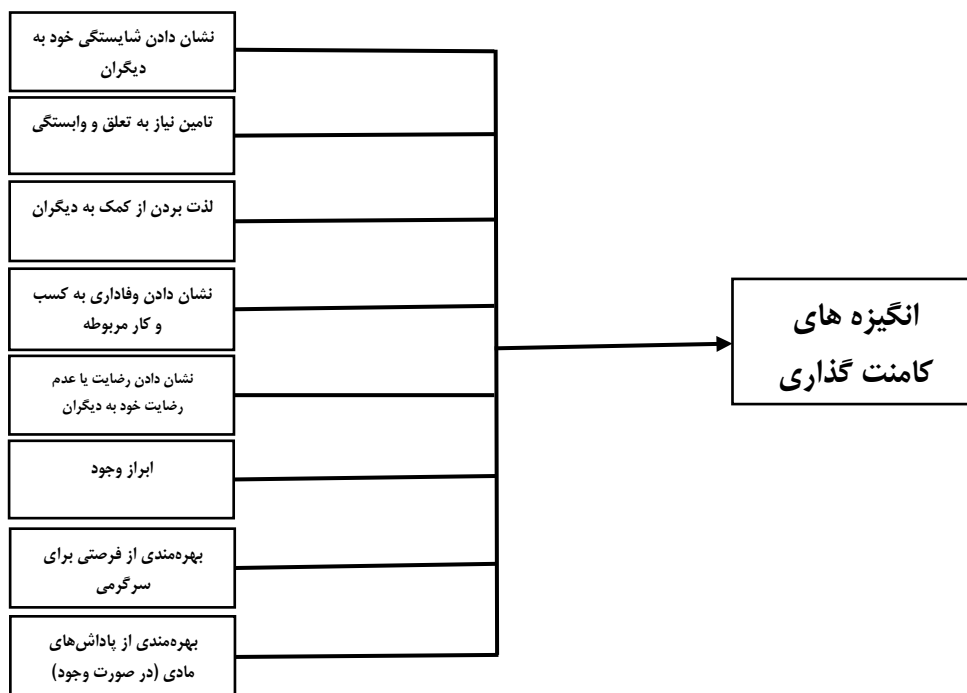 نشان دادن شایستگی خود به
دیگران
تامین نیاز به تعلق و وابستگی
لذت بردن از کمک به دیگران
نشان دادن وفاداری به کسب
و کار مربوطه
نشان دادن رضایت یا عدم
رضایت خود به دیگران
ابراز وجود
بهره‌مندی از فرصتی برای
سرگرمی
بهره‌مندی از پاداش‌های
مادی (در صورت وجود)
انگیزه های
کامنت گذاری